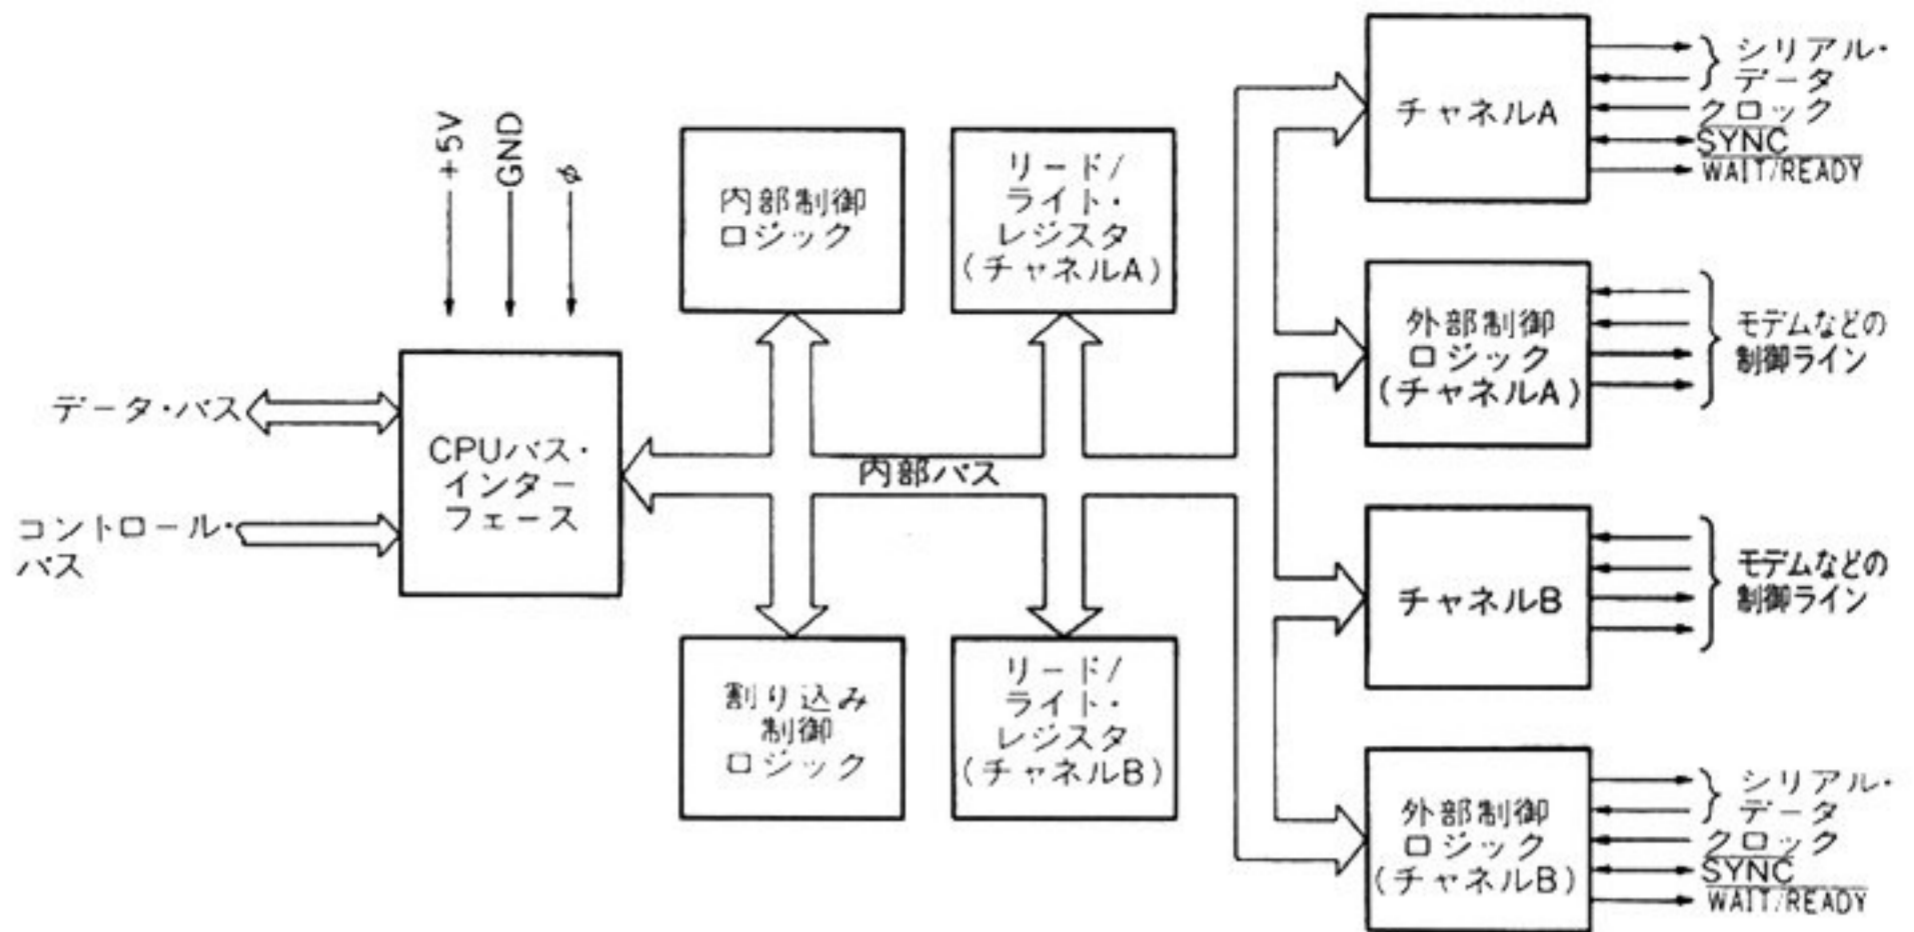 +5V
GND
φ
データ・バス
コントロール・
バス
CPUバス・
インター
フェース
内部制御
ロジック
リード/
ライト・
レジスタ
(チャネルA)
内部バス
割り込み
制御
ロジック
リード/
ライト・
レジスタ
(チャネルB)
チャネルA
シリアル・
データ
クロック
SYNC
WAIT/READY
外部制御
ロジック
(チャネルA)
モデムなどの
制御ライン
チャネルB
モデムなどの
制御ライン
外部制御
ロジック
(チャネルB)
シリアル・
データ
クロック
SYNC
WAIT/READY